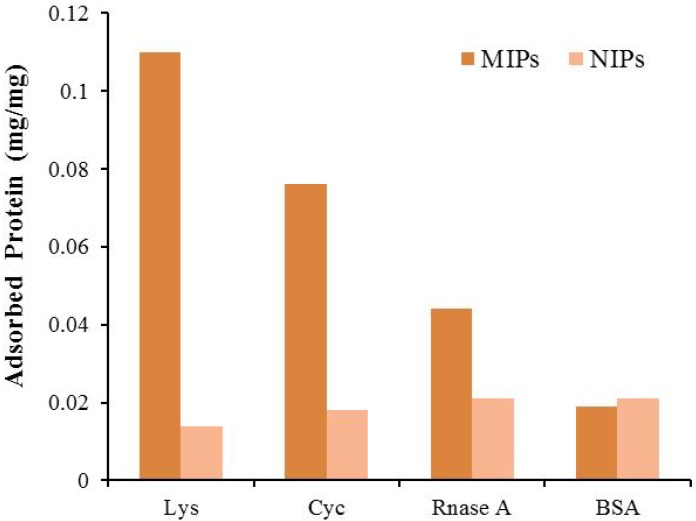 Adsorbed Protein (mg/mg)
0.12
0.1
0.08
0.06
0.04
0.02
0
MIPs NIPs
Lys Cyc Rnase A BSA